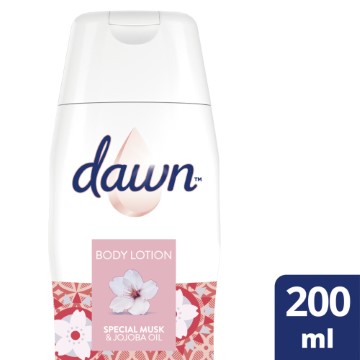 dawn™
BODY LOTION
SPECIAL MUSK
& JOJOBA OIL
200
ml